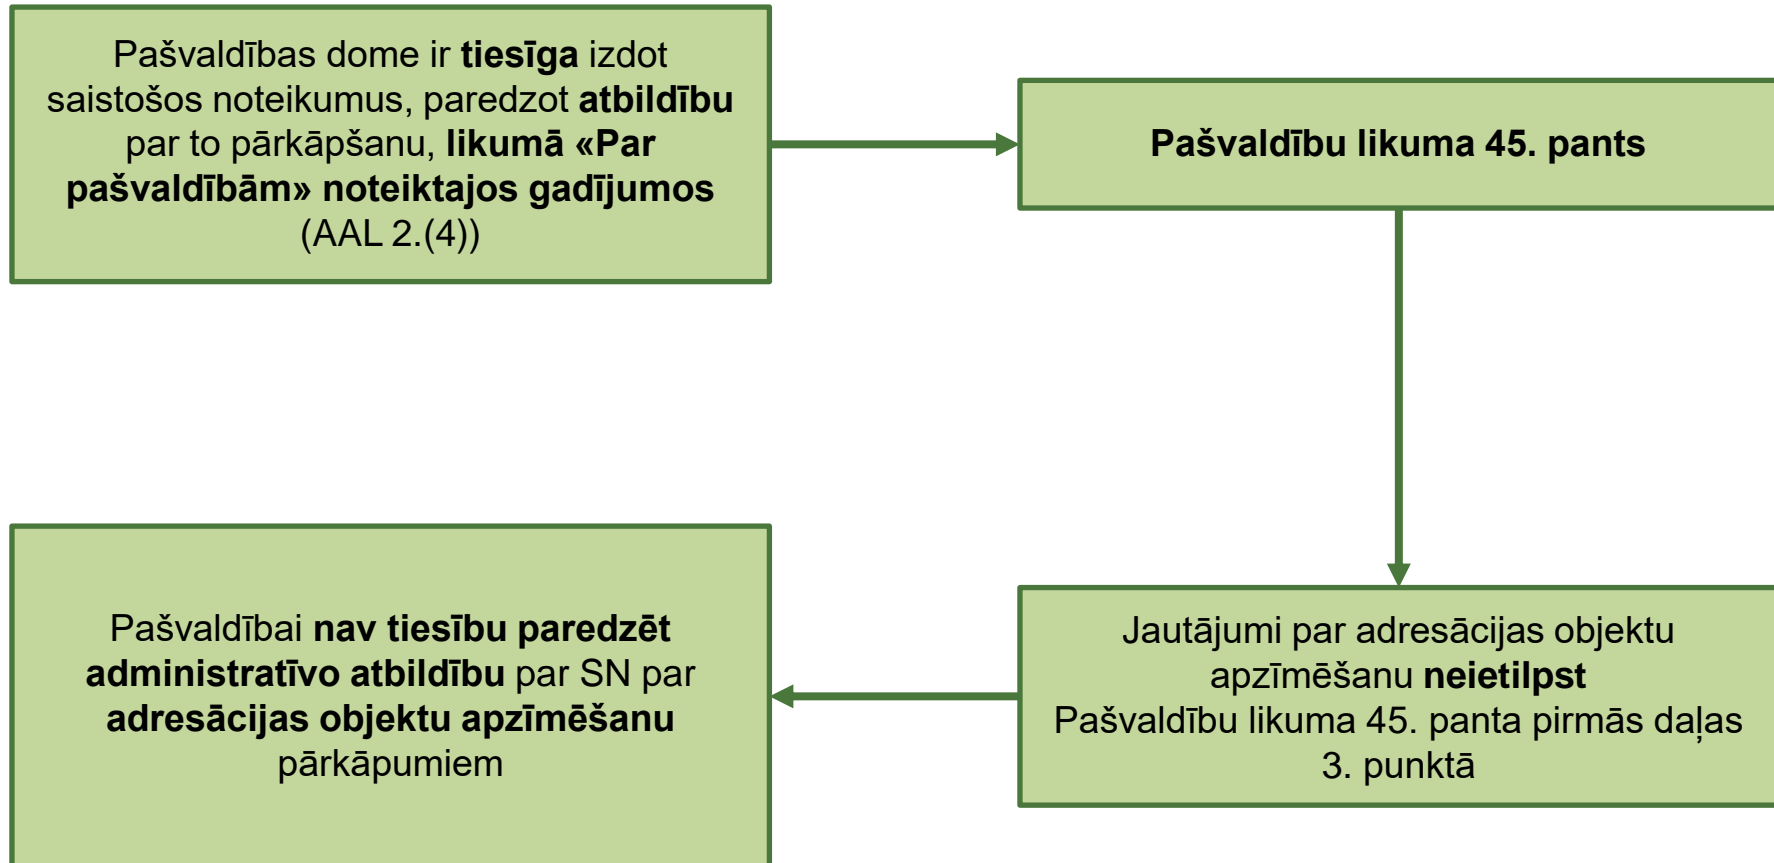 Pašvaldības dome ir tiesīga izdot
saistošos noteikumus, paredzot atbildību
par to pārkāpšanu, likumā «Par
pašvaldībām» noteiktajos gadījumos
(AAL 2.(4))
Pašvaldību likuma 45. pants
Jautājumi par adresācijas objektu
apzīmēšanu neietilpst
Pašvaldību likuma 45. panta pirmās daļas
3. punktā
Pašvaldībai nav tiesību paredzēt
administratīvo atbildību par SN par
adresācijas objektu apzīmēšanu
pārkāpumiem